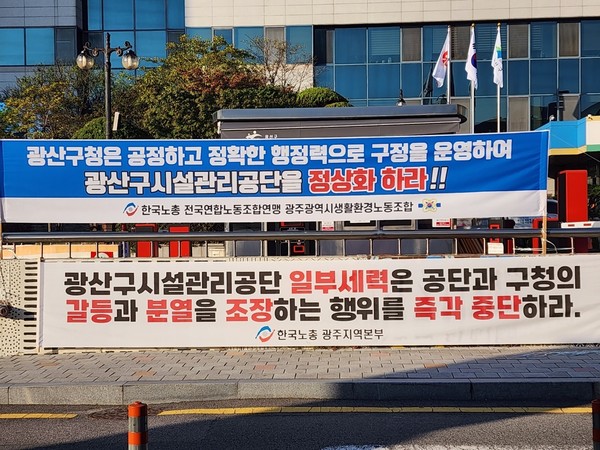 광산구청은 공정하고 정확한 행정력으로 구정을 운영하여
광산구시설관리공단을 정상화 하라!!
한국노총 전국연합노동조합연맹 광주광역시생활환경노동조합
광산구시설관리공단 일부세력은 공단과 구청의
갈등과 분열을 조장하는 행위를 즉각 중단하라.
한국노총 광주지역본부